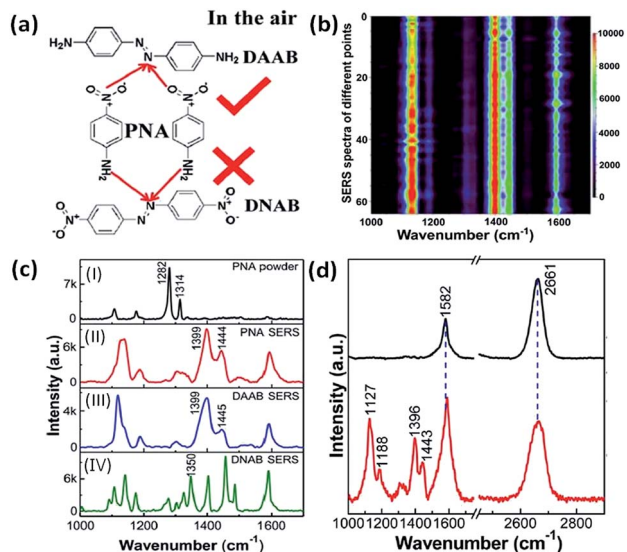 (a)
In the air
H₂N
N
N
NH₂
DAAB
O
N⁺
O⁻
O
N⁺
PNA
NH₂
NH₂
DNAB
O
N⁺
O⁻
N
N
O
N⁺
O⁻
(b)
SERS spectra of different points
0
20
40
60
1200
1400
1600
Wavenumber (cm⁻¹)
10000
8000
6000
4000
2000
0
(c)
Intensity (a.u.)
(I)
PNA powder
1282
1314
7k
0
(II)
PNA SERS
1399
1444
6k
0
(III)
DAAB SERS
1399
1445
4k
0
(IV)
DNAB SERS
1350
6k
0
1000
1200
1400
1600
1800
Wavenumber (cm⁻¹)
(d)
Intensity (a.u.)
1582
2661
1127
1188
1396
1443
1000
1200
1400
1600
2600
2800
Wavenumber (cm⁻¹)